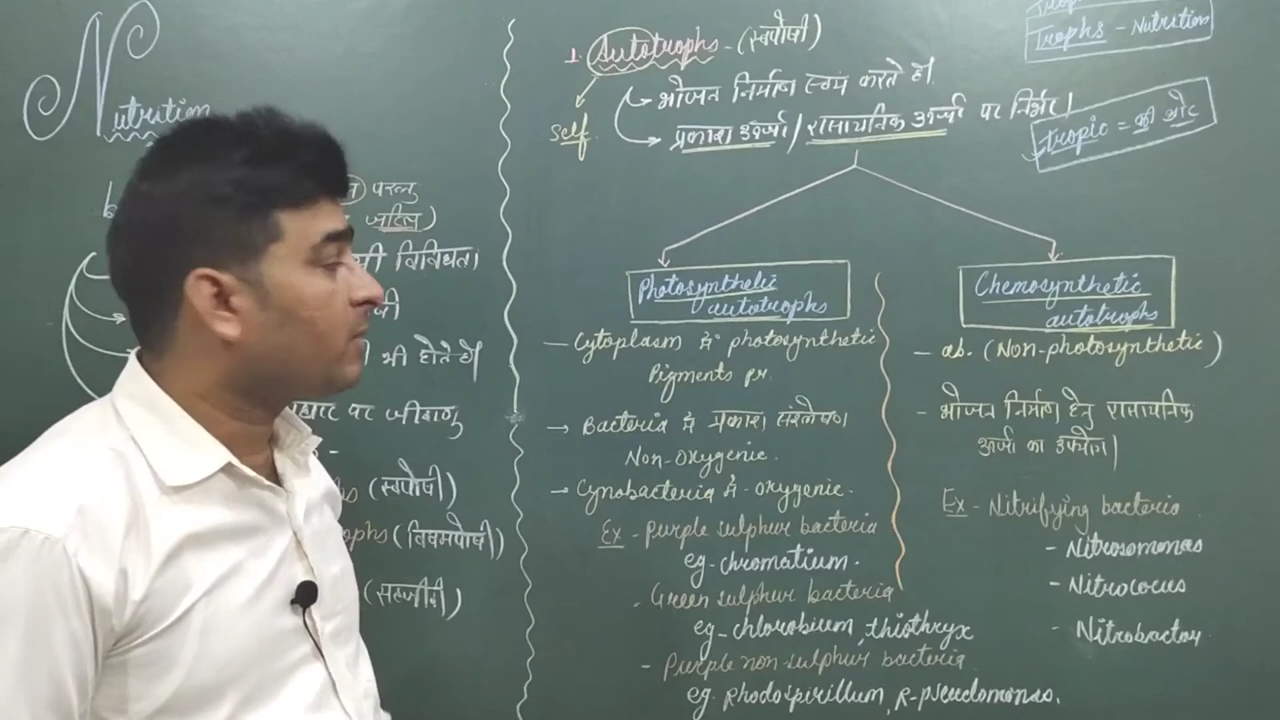 Nutrition
परन्तु
जटिल)
विविधता।
भी होते है।
पर जीवाणु
(स्वपोषी)
ophs (विषमपोषी)
(सहजीवी)
1. Autotrophs - (स्वपोषी)
Self
भोजन निर्माण स्वयं करते है।
प्रकाश ऊर्जा / रासायनिक ऊर्जा पर निर्भर।
Trophs - Nutrition
tropic = की ओर
Photosynthetic
autotrophs
- Cytoplasm में photosynthetic
Pigments pr.
→ Bacteria में प्रकाश संश्लेषण
Non-oxygenic.
→ Cynobacteria में - oxygenic.
Ex - Purple sulphur bacteria
eg - chromatium.
- Green sulphur bacteria
eg - chlorobium, thiothryx
- Purple non-sulphur bacteria
eg. Rhodospirillum, R-pseudomonas.
Chemosynthetic
autotrophs
- ab. (Non-photosynthetic)
- भोजन निर्माण हेतु रासायनिक
ऊर्जा का उपयोग।
Ex - Nitrifying bacteria
- Nitrosomonas
- Nitrococus
- Nitrobactor